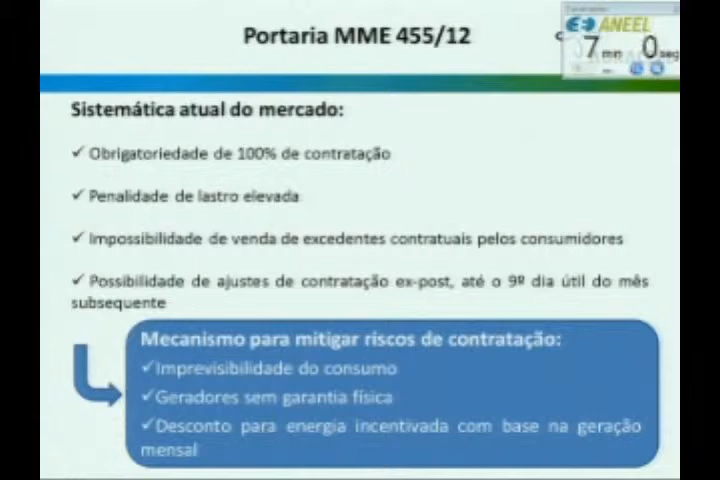 Portaria MME 455/12
ANEEL
7 min 0 seg
Sistemática atual do mercado:
✓ Obrigatoriedade de 100% de contratação
✓ Penalidade de lastro elevada
✓ Impossibilidade de venda de excedentes contratuais pelos consumidores
✓ Possibilidade de ajustes de contratação ex-post, até o 9º dia útil do mês
subsequente
Mecanismo para mitigar riscos de contratação:
✓Imprevisibilidade do consumo
✓Geradores sem garantia física
✓Desconto para energia incentivada com base na geração
mensal